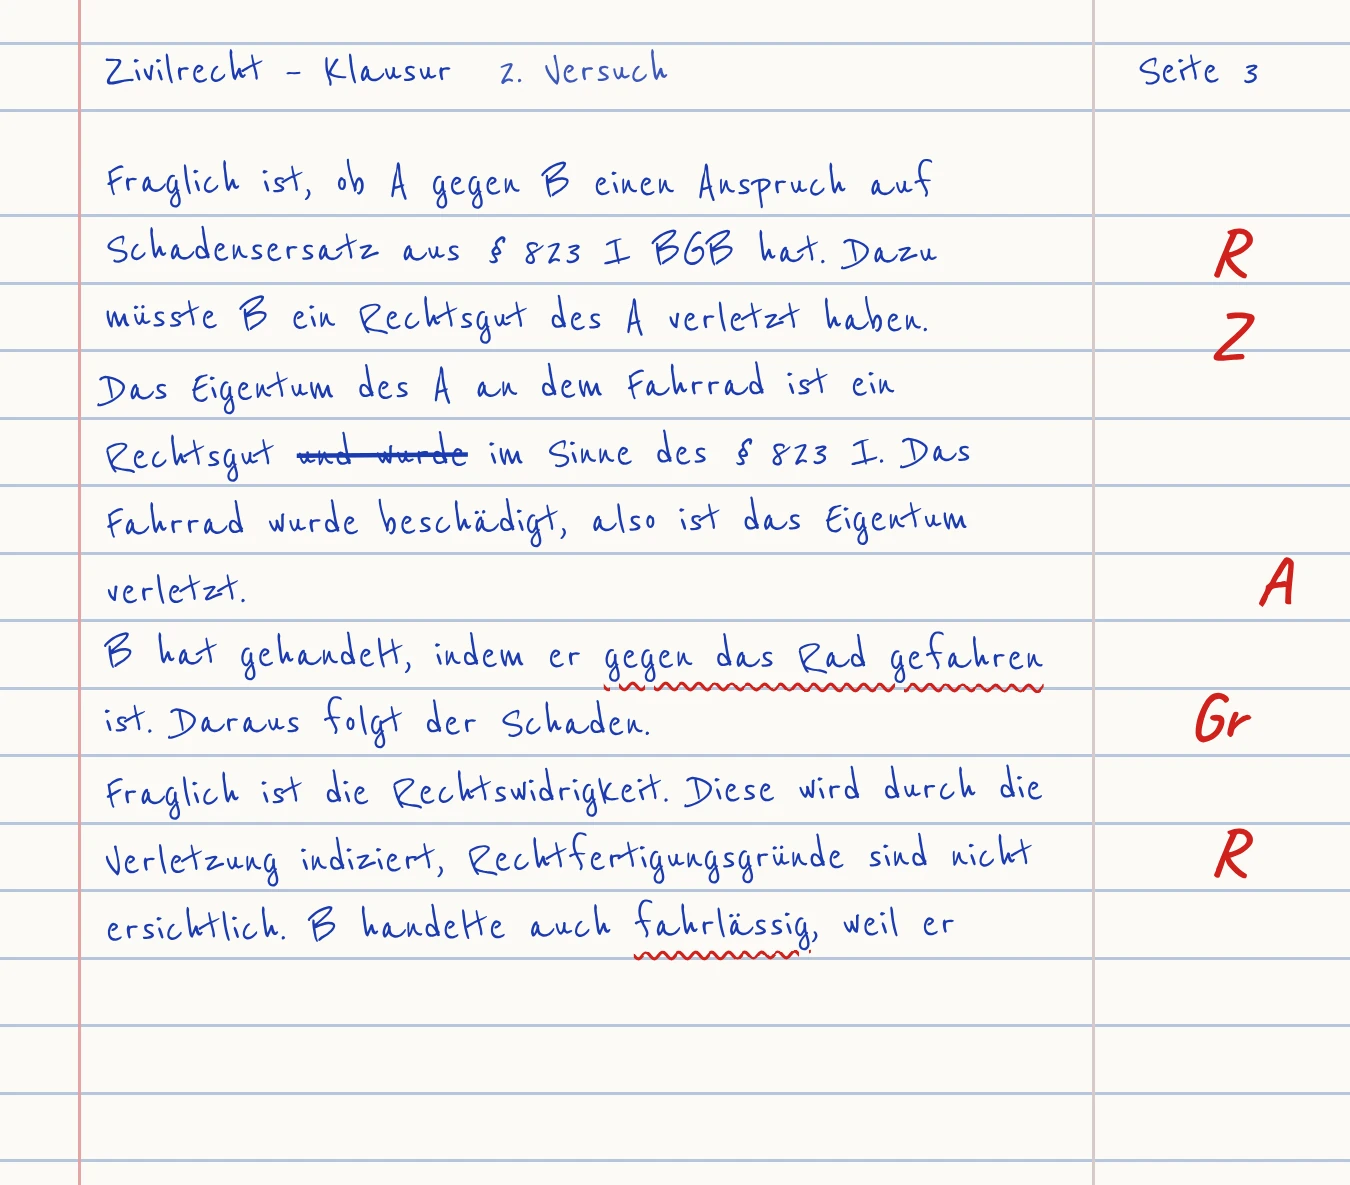 Zivilrecht - Klausur 2. Versuch Seite 3
Fraglich ist, ob A gegen B einen Anspruch auf
Schadensersatz aus § 823 I BGB hat. Dazu R
müsste B ein Rechtsgut des A verletzt haben. Z
Das Eigentum des A an dem Fahrrad ist ein
Rechtsgut und wurde im Sinne des § 823 I. Das
Fahrrad wurde beschädigt, also ist das Eigentum
verletzt. A
B hat gehandelt, indem er gegen das Rad gefahren
ist. Daraus folgt der Schaden. Gr
Fraglich ist die Rechtswidrigkeit. Diese wird durch die
Verletzung indiziert, Rechtfertigungsgründe sind nicht R
ersichtlich. B handelte auch fahrlässig, weil er